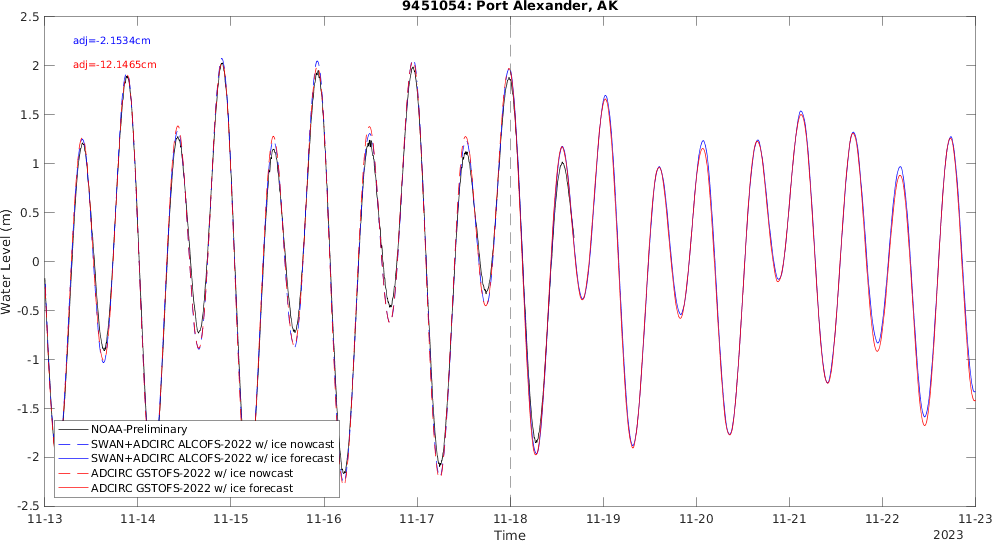 9451054: Port Alexander, AK
adj=-2.1534cm
adj=-12.1465cm
Water Level (m)
2.5
2
1.5
1
0.5
0
-0.5
-1
-1.5
-2
-2.5
NOAA-Preliminary
SWAN+ADCIRC ALCOFS-2022 w/ ice nowcast
SWAN+ADCIRC ALCOFS-2022 w/ ice forecast
ADCIRC GSTOFS-2022 w/ ice nowcast
ADCIRC GSTOFS-2022 w/ ice forecast
11-13 11-14 11-15 11-16 11-17 11-18 11-19 11-20 11-21 11-22 11-23
Time
2023